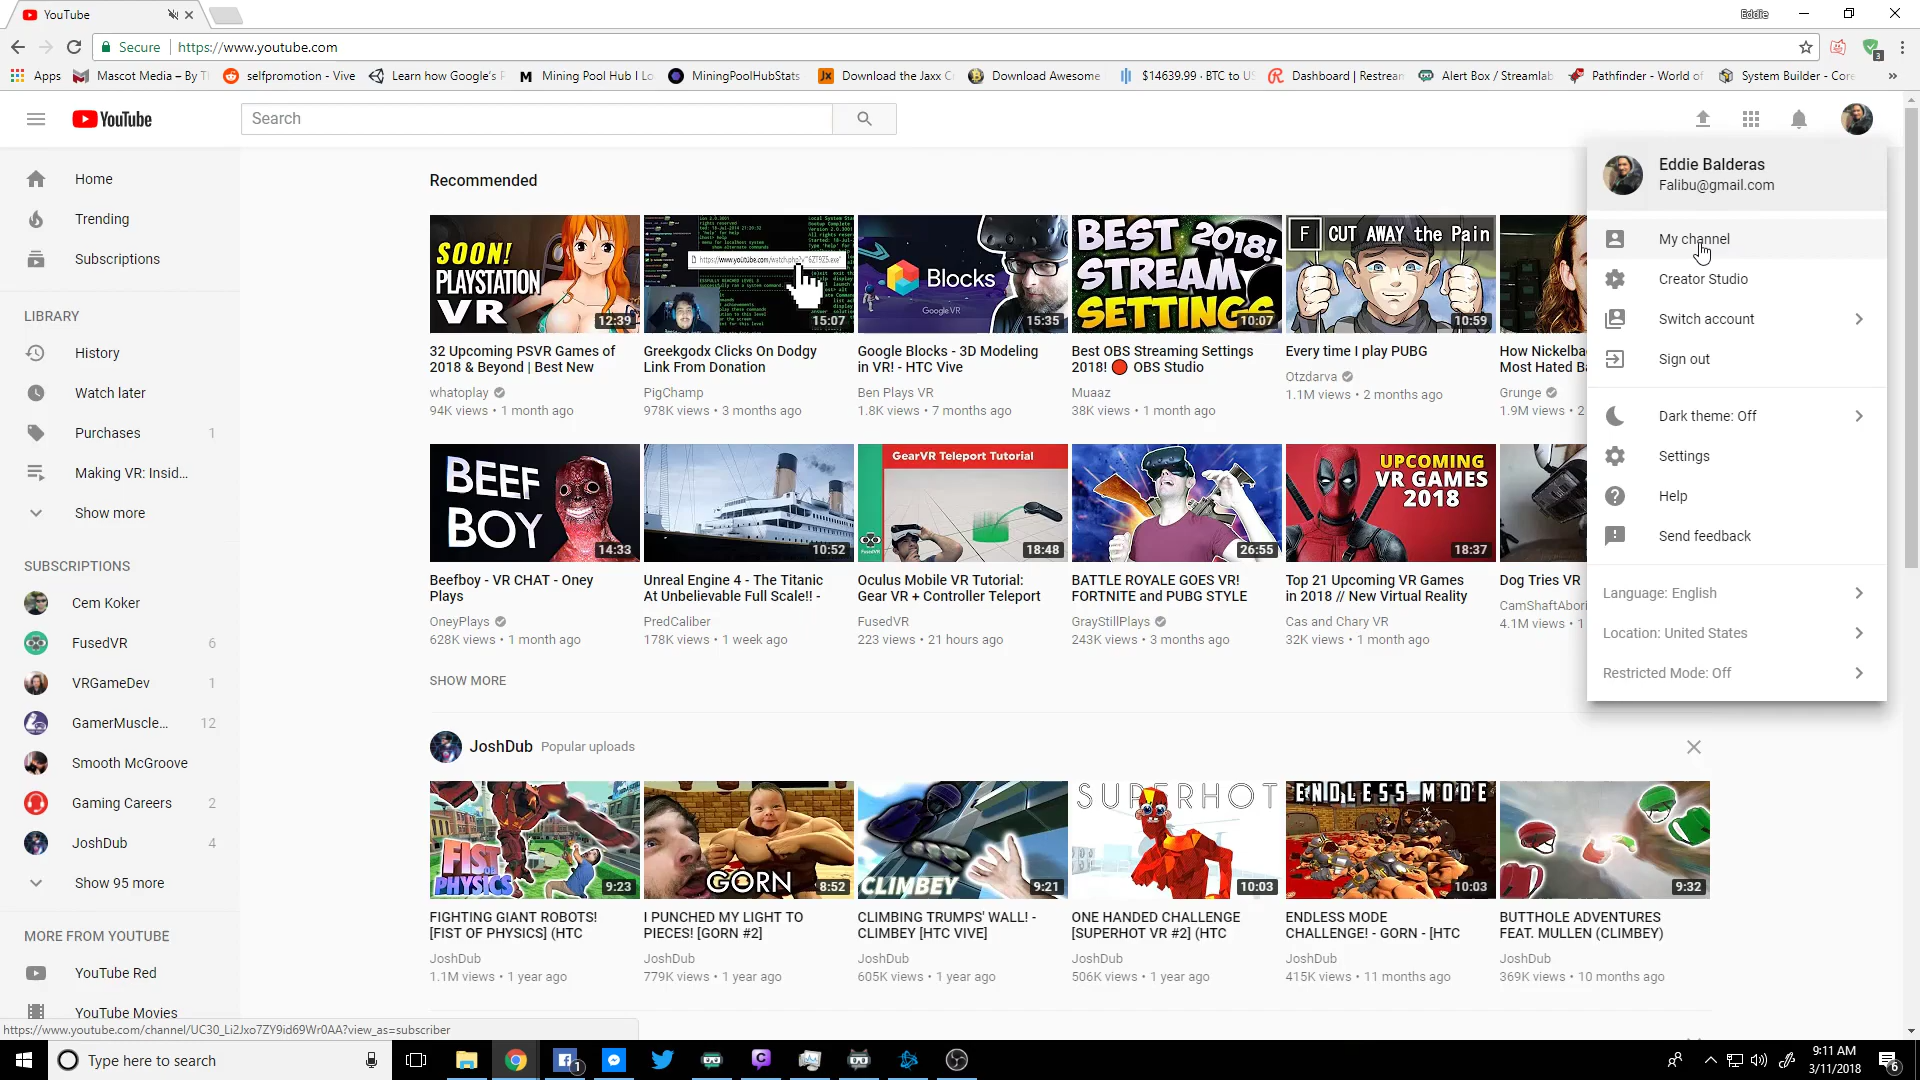 YouTube
Eddie
Secure
https://www.youtube.com
3
Apps
Mascot Media – By T
selfpromotion - Vive
Learn how Google's
Mining Pool Hub I Lo
MiningPoolHubStats
Download the Jaxx C
Download Awesome
$14639.99 · BTC to US
Dashboard | Restream
Alert Box / Streamlab
Pathfinder - World of
System Builder - Core
YouTube
Search
Eddie Balderas
Falibu@gmail.com
My channel
Creator Studio
Switch account
Sign out
Dark theme: Off
Settings
Help
Send feedback
Language: English
Location: United States
Restricted Mode: Off
Home
Trending
Subscriptions
LIBRARY
History
Watch later
Purchases 1
Making VR: Insid...
Show more
SUBSCRIPTIONS
Cem Koker
FusedVR 6
VRGameDev 1
GamerMuscle... 12
Smooth McGroove
Gaming Careers 2
JoshDub 4
Show 95 more
MORE FROM YOUTUBE
YouTube Red
YouTube Movies
Recommended
SOON!
PLAYSTATION
VR
12:39
32 Upcoming PSVR Games of
2018 & Beyond | Best New
whatoplay
94K views • 1 month ago
15:07
Greekgodx Clicks On Dodgy
Link From Donation
PigChamp
978K views • 3 months ago
Blocks
Google VR
15:35
Google Blocks - 3D Modeling
in VR! - HTC Vive
Ben Plays VR
1.8K views • 7 months ago
BEST 2018!
STREAM
SETTINGS
10:07
Best OBS Streaming Settings
2018! 🔴 OBS Studio
Muaaz
38K views • 1 month ago
F CUT AWAY the Pain
10:59
Every time I play PUBG
Otzdarva
1.1M views • 2 months ago
How Nickelba
Most Hated Ba
Grunge
1.9M views • 2
BEEF
BOY
14:33
Beefboy - VR CHAT - Oney
Plays
OneyPlays
628K views • 1 month ago
10:52
Unreal Engine 4 - The Titanic
At Unbelievable Full Scale!! -
PredCaliber
178K views • 1 week ago
GearVR Teleport Tutorial
FusedVR
18:48
Oculus Mobile VR Tutorial:
Gear VR + Controller Teleport
FusedVR
223 views • 21 hours ago
26:55
BATTLE ROYALE GOES VR!
FORTNITE and PUBG STYLE
GrayStillPlays
243K views • 3 months ago
UPCOMING
VR GAMES
2018
18:37
Top 21 Upcoming VR Games
in 2018 // New Virtual Reality
Cas and Chary VR
32K views • 1 month ago
Dog Tries VR
CamShaftAbori
4.1M views • 1
SHOW MORE
JoshDub Popular uploads
FIST OF
PHYSICS
9:23
FIGHTING GIANT ROBOTS!
[FIST OF PHYSICS] (HTC
JoshDub
1.1M views • 1 year ago
GORN
8:52
I PUNCHED MY LIGHT TO
PIECES! [GORN #2]
JoshDub
779K views • 1 year ago
CLIMBEY
9:21
CLIMBING TRUMPS' WALL! -
CLIMBEY [HTC VIVE]
JoshDub
605K views • 1 year ago
SUPERHOT
10:03
ONE HANDED CHALLENGE
[SUPERHOT VR #2] (HTC
JoshDub
506K views • 1 year ago
ENDLESS MODE
10:03
ENDLESS MODE
CHALLENGE! - GORN - [HTC
JoshDub
415K views • 11 months ago
9:32
BUTTHOLE ADVENTURES
FEAT. MULLEN (CLIMBEY)
JoshDub
369K views • 10 months ago
https://www.youtube.com/channel/UC30_Li2Jxo7ZY9id69Wr0AA?view_as=subscriber
Type here to search
1
9:11 AM
3/11/2018
6